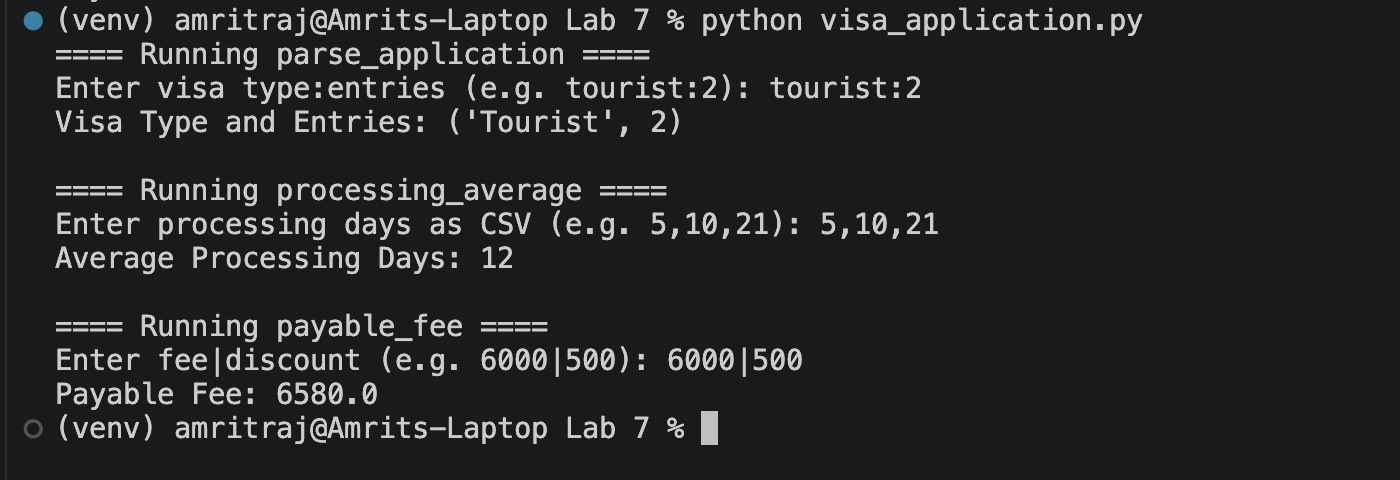 (venv) amritraj@Amrits-Laptop Lab 7 % python visa_application.py
==== Running parse_application ====
Enter visa type:entries (e.g. tourist:2): tourist:2
Visa Type and Entries: ('Tourist', 2)
==== Running processing_average ====
Enter processing days as CSV (e.g. 5,10,21): 5,10,21
Average Processing Days: 12
==== Running payable_fee ====
Enter fee|discount (e.g. 6000|500): 6000|500
Payable Fee: 6580.0
(venv) amritraj@Amrits-Laptop Lab 7 %